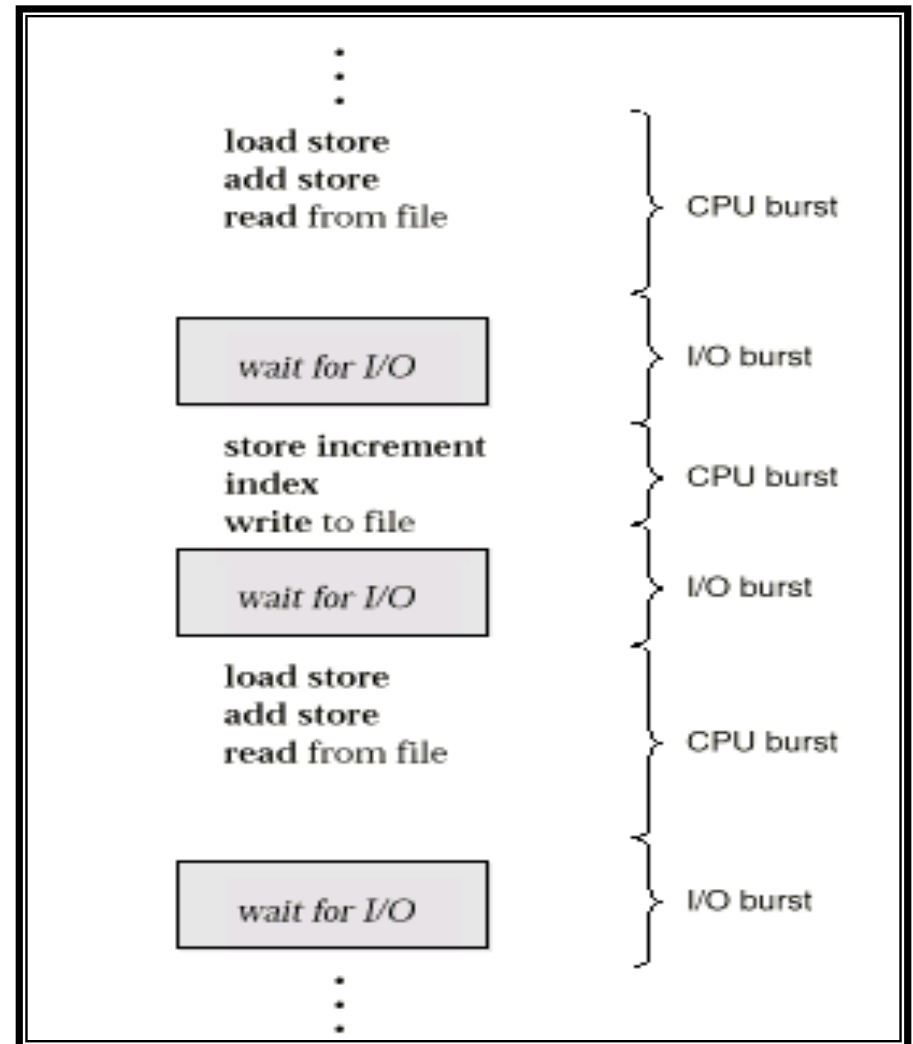 load store
add store
read from file
CPU burst
wait for I/O
I/O burst
store increment
index
write to file
CPU burst
wait for I/O
I/O burst
load store
add store
read from file
CPU burst
wait for I/O
I/O burst